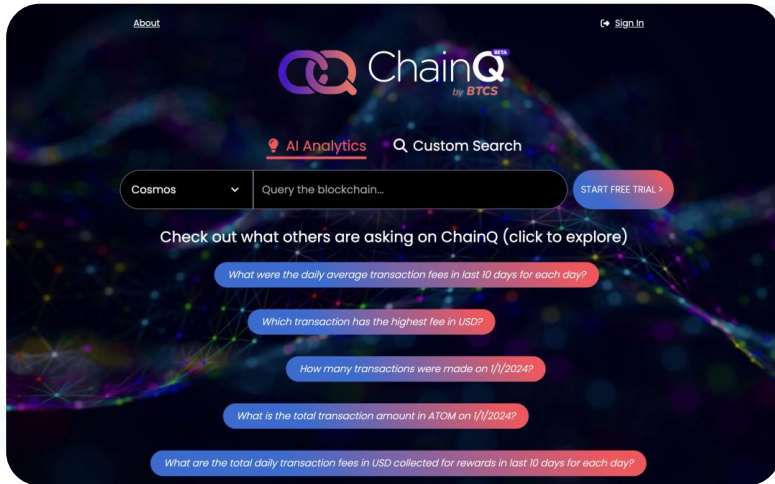 About
Sign In
ChainQ BETA
by BTCS
AI Analytics Custom Search
Cosmos Query the blockchain... START FREE TRIAL >
Check out what others are asking on ChainQ (click to explore)
What were the daily average transaction fees in last 10 days for each day?
Which transaction has the highest fee in USD?
How many transactions were made on 1/1/2024?
What is the total transaction amount in ATOM on 1/1/2024?
What are the total daily transaction fees in USD collected for rewards in last 10 days for each day?